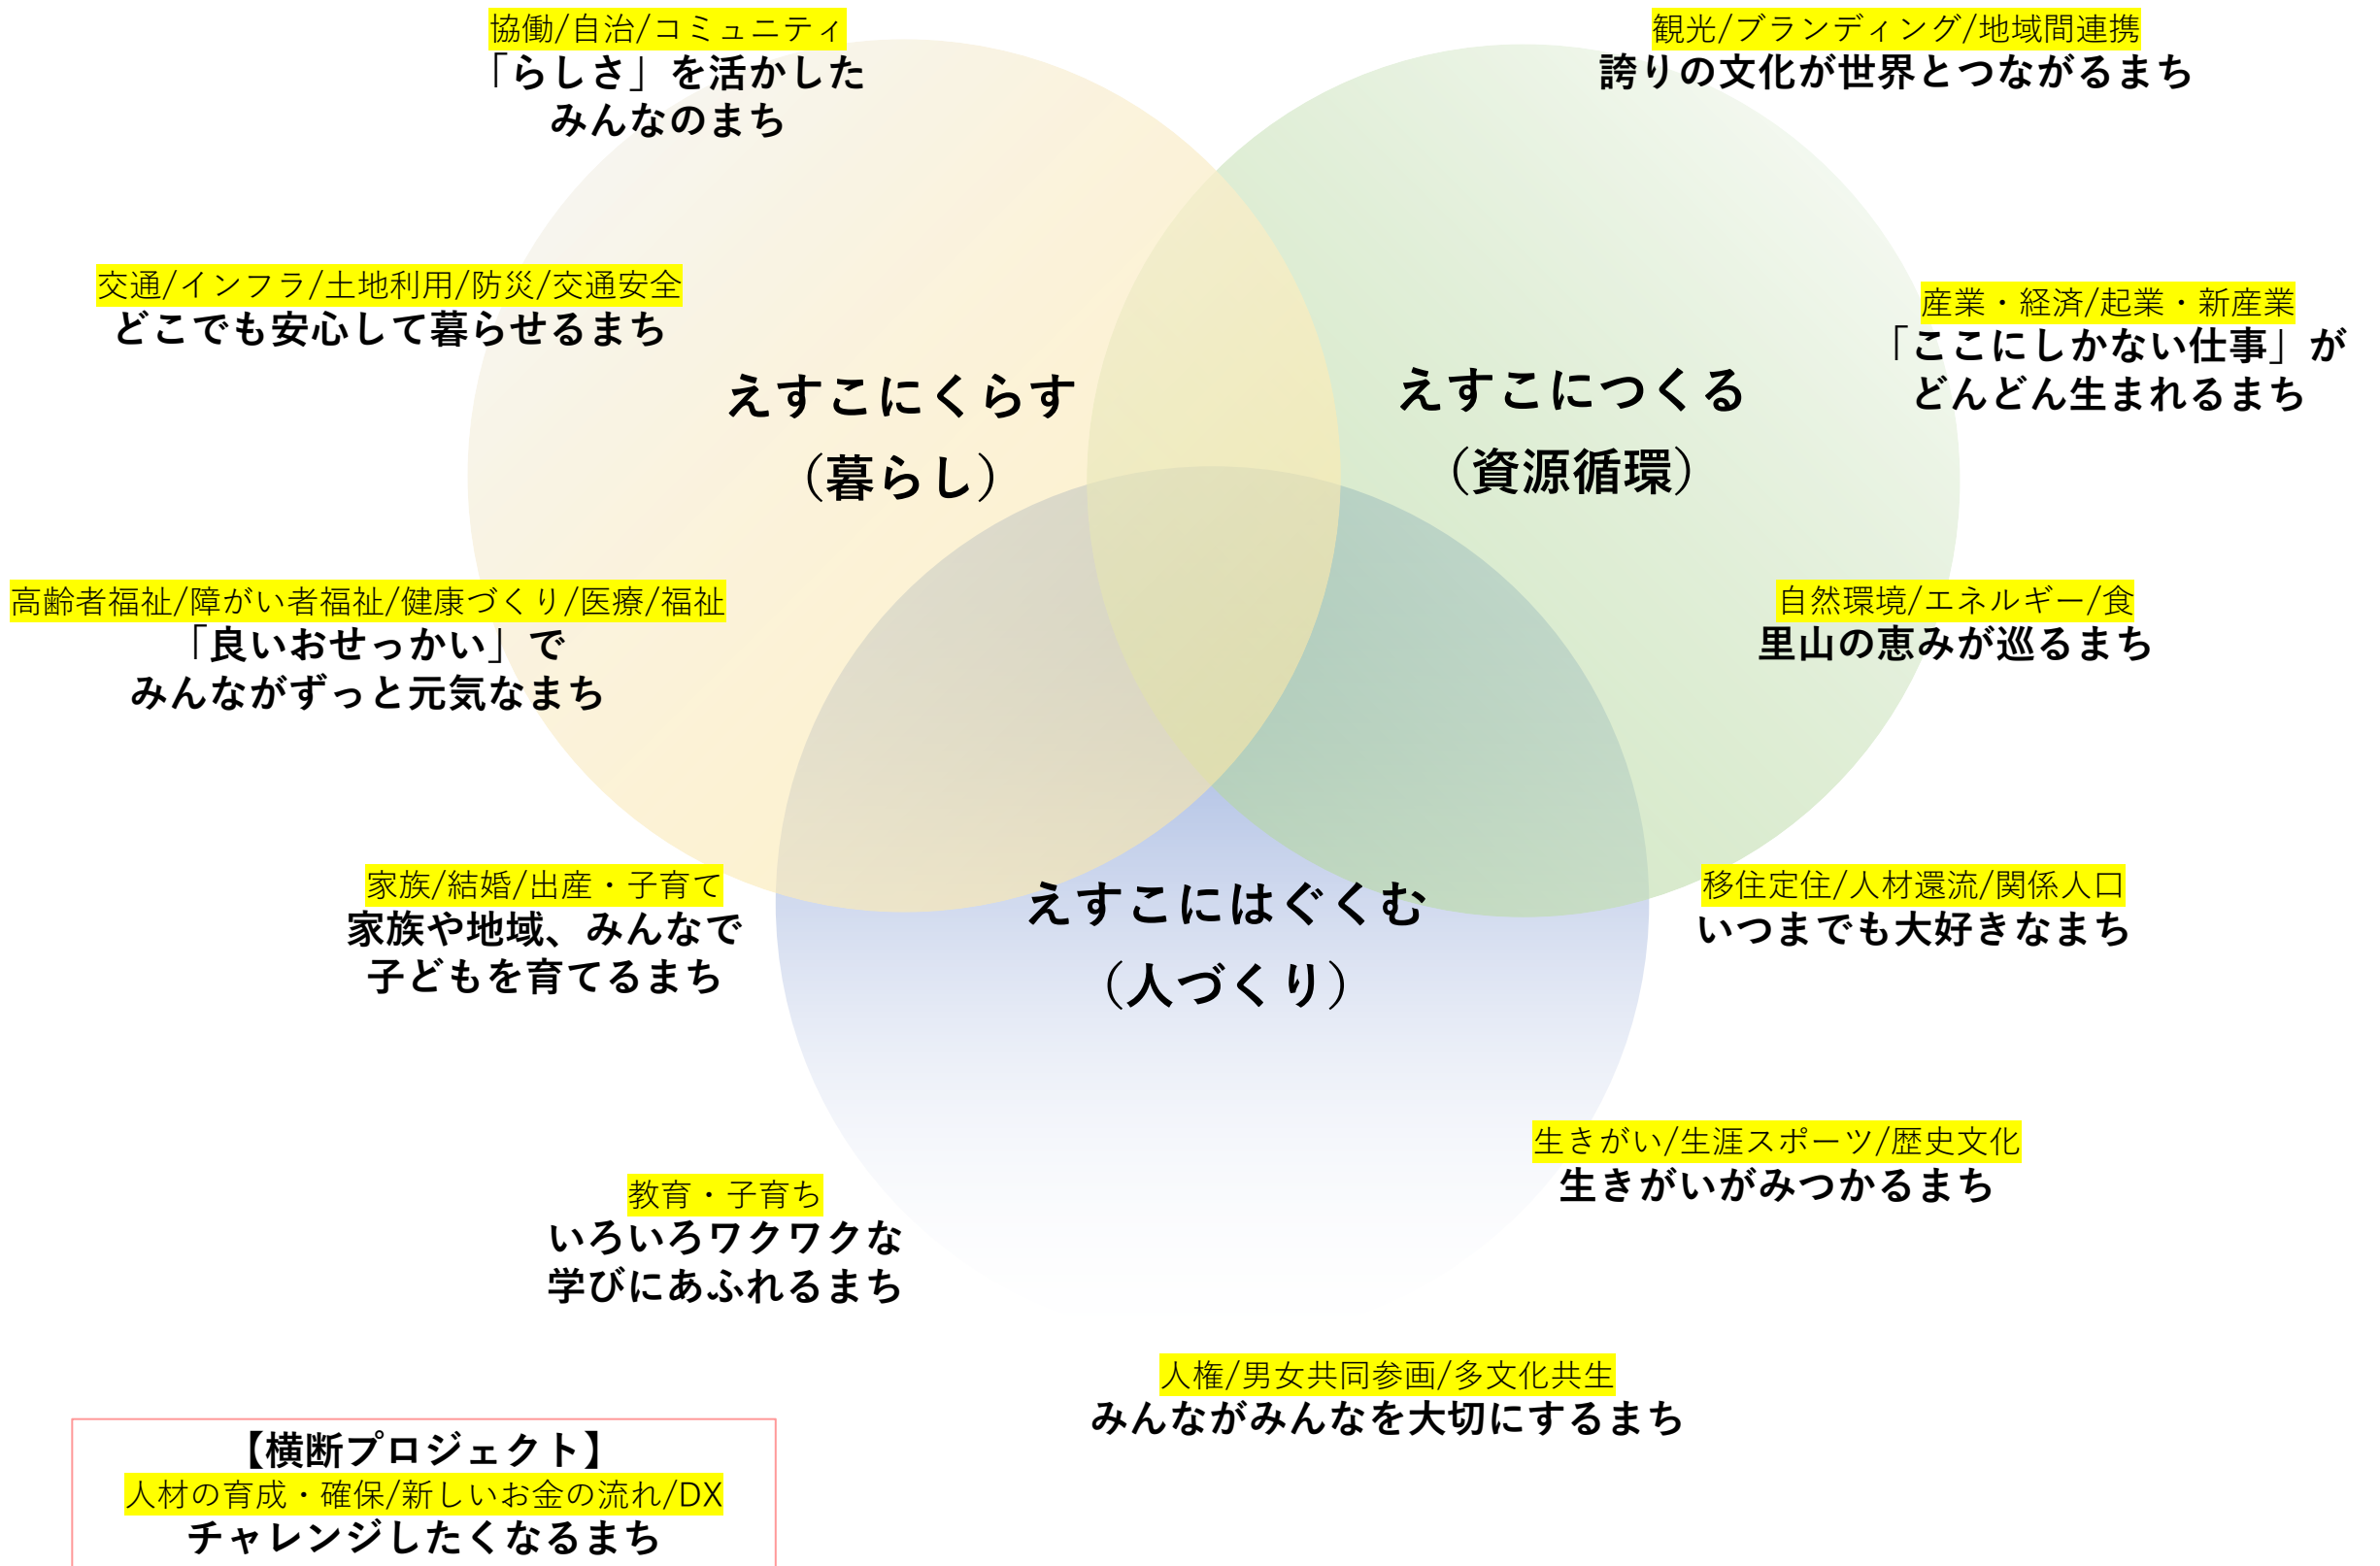 協働/自治/コミュニティ
「らしさ」を活かした
みんなのまち
観光/ブランディング/地域間連携
誇りの文化が世界とつながるまち
交通/インフラ/土地利用/防災/交通安全
どこでも安心して暮らせるまち
産業・経済/起業・新産業
「ここにしかない仕事」が
どんどん生まれるまち
えすこにくらす
（暮らし）
えすこにつくる
（資源循環）
高齢者福祉/障がい者福祉/健康づくり/医療/福祉
「良いおせっかい」で
みんながずっと元気なまち
自然環境/エネルギー/食
里山の恵みが巡るまち
家族/結婚/出産・子育て
家族や地域、みんなで
子どもを育てるまち
えすこにはぐくむ
（人づくり）
移住定住/人材還流/関係人口
いつまでも大好きなまち
教育・子育ち
いろいろワクワクな
学びにあふれるまち
生きがい/生涯スポーツ/歴史文化
生きがいがみつかるまち
人権/男女共同参画/多文化共生
みんながみんなを大切にするまち
【横断プロジェクト】
人材の育成・確保/新しいお金の流れ/DX
チャレンジしたくなるまち